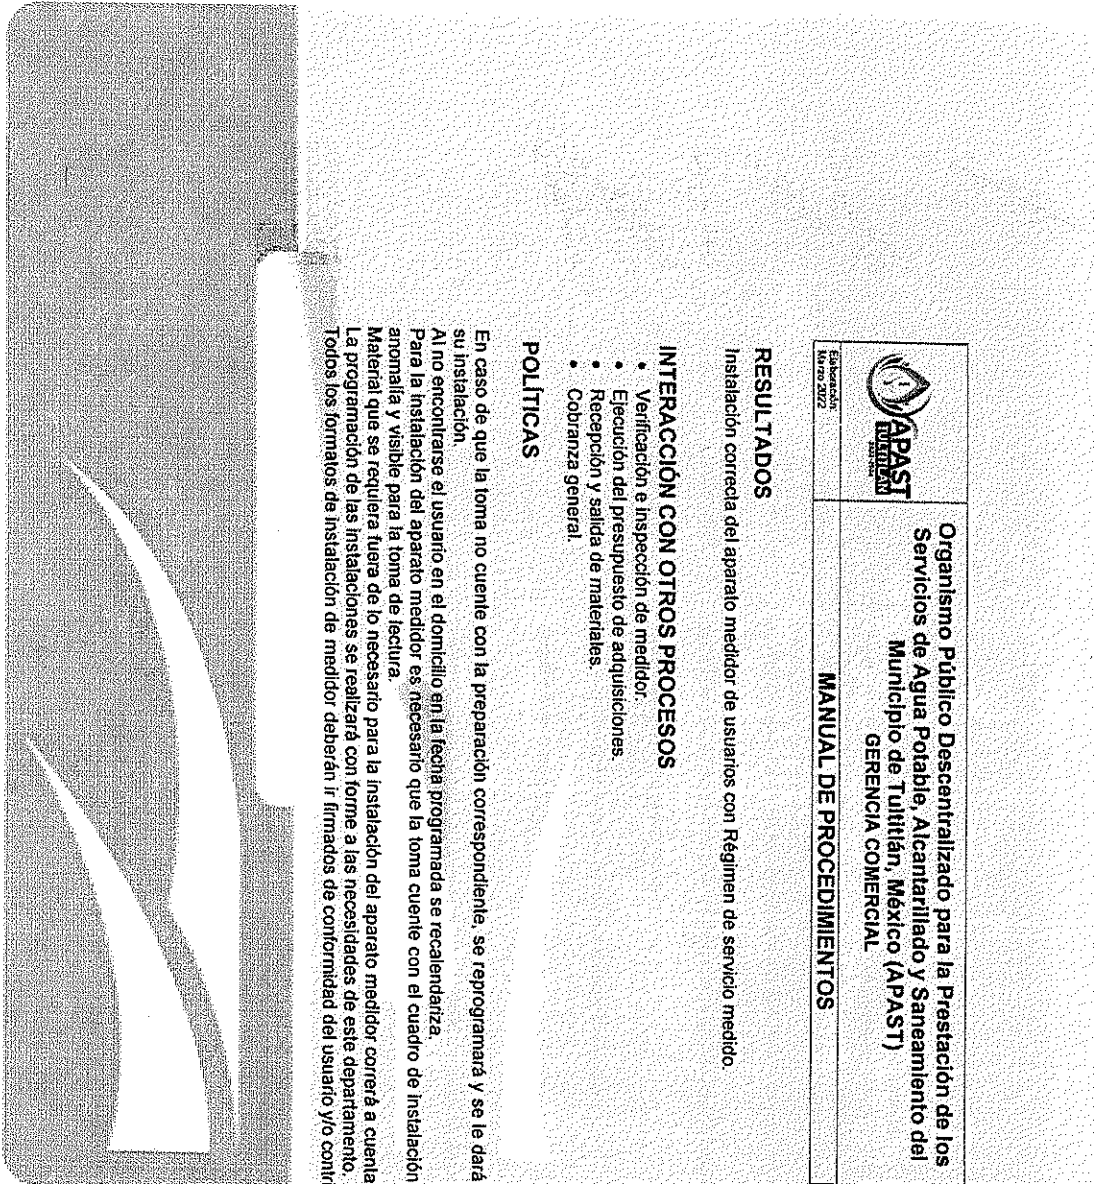 APAST
TULTITLÁN
Organismo Público Descentralizado para la Prestación de los
Servicios de Agua Potable, Alcantarillado y Saneamiento del
Municipio de Tultitlán, México (APAST)
GERENCIA COMERCIAL
Elaboración:
Marzo 2022
MANUAL DE PROCEDIMIENTOS
RESULTADOS
Instalación correcta del aparato medidor de usuarios con Régimen de servicio medido.
INTERACCIÓN CON OTROS PROCESOS
• Verificación e inspección de medidor.
• Ejecución del presupuesto de adquisiciones.
• Recepción y salida de materiales.
• Cobranza general.
POLÍTICAS
En caso de que la toma no cuente con la preparación correspondiente, se reprogramará y se le dará
su instalación.
Al no encontrarse el usuario en el domicilio en la fecha programada se recalendariza.
Para la instalación del aparato medidor es necesario que la toma cuente con el cuadro de instalación
anomalía y visible para la toma de lectura.
Material que se requiera fuera de lo necesario para la instalación del aparato medidor correrá a cuenta
La programación de las instalaciones se realizará con forme a las necesidades de este departamento.
Todos los formatos de instalación de medidor deberán ir firmados de conformidad del usuario y/o contri